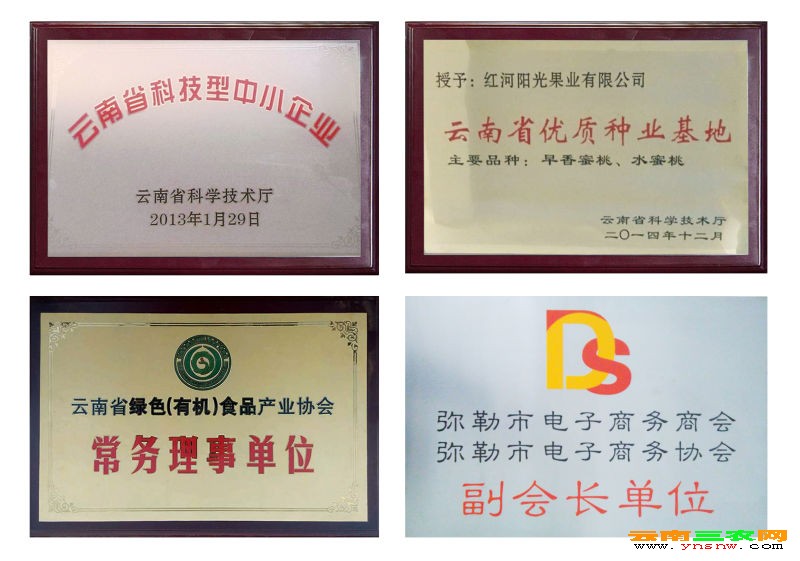 云南省科技型中小企业
云南省科学技术厅
2013年1月29日
授予：红河阳光果业有限公司
云南省优质种业基地
主要品种：早香蜜桃、水蜜桃
云南省科学技术厅
二〇一四年十二月
云南省绿色(有机)食品产业协会
常务理事单位
DS
弥勒市电子商务商会
弥勒市电子商务协会
副会长单位
云南三农网
www.ynsnw.com